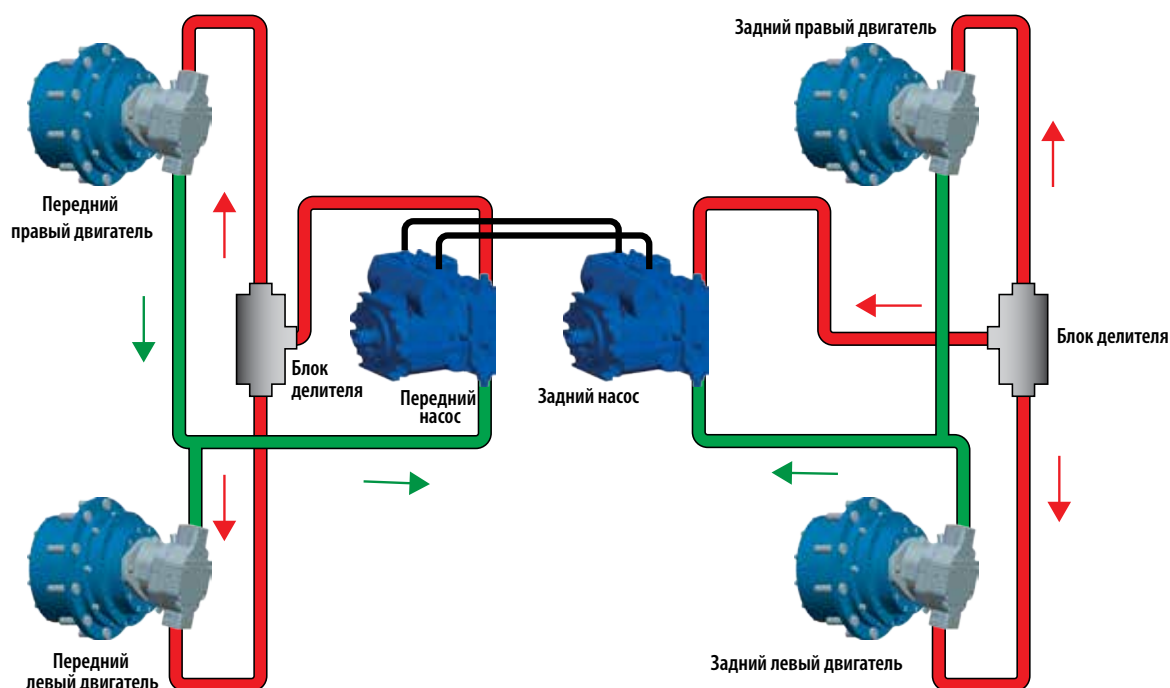 Задний правый двигатель
Передний
правый двигатель
Блок
делителя
Передний
насос
Задний насос
Блок делителя
Передний
левый двигатель
Задний левый двигатель